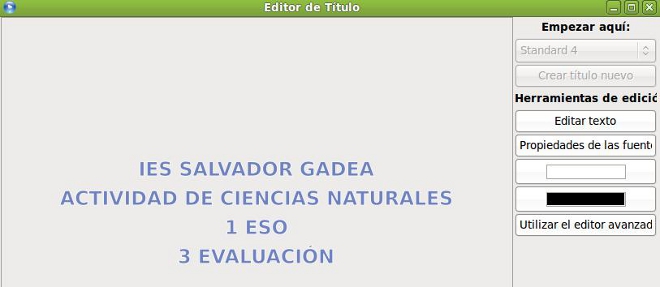 Editor de Título
Empezar aquí:
Standard 4
Crear título nuevo
Herramientas de edició
Editar texto
Propiedades de las fuent
Utilizar el editor avanzad
IES SALVADOR GADEA
ACTIVIDAD DE CIENCIAS NATURALES
1 ESO
3 EVALUACIÓN